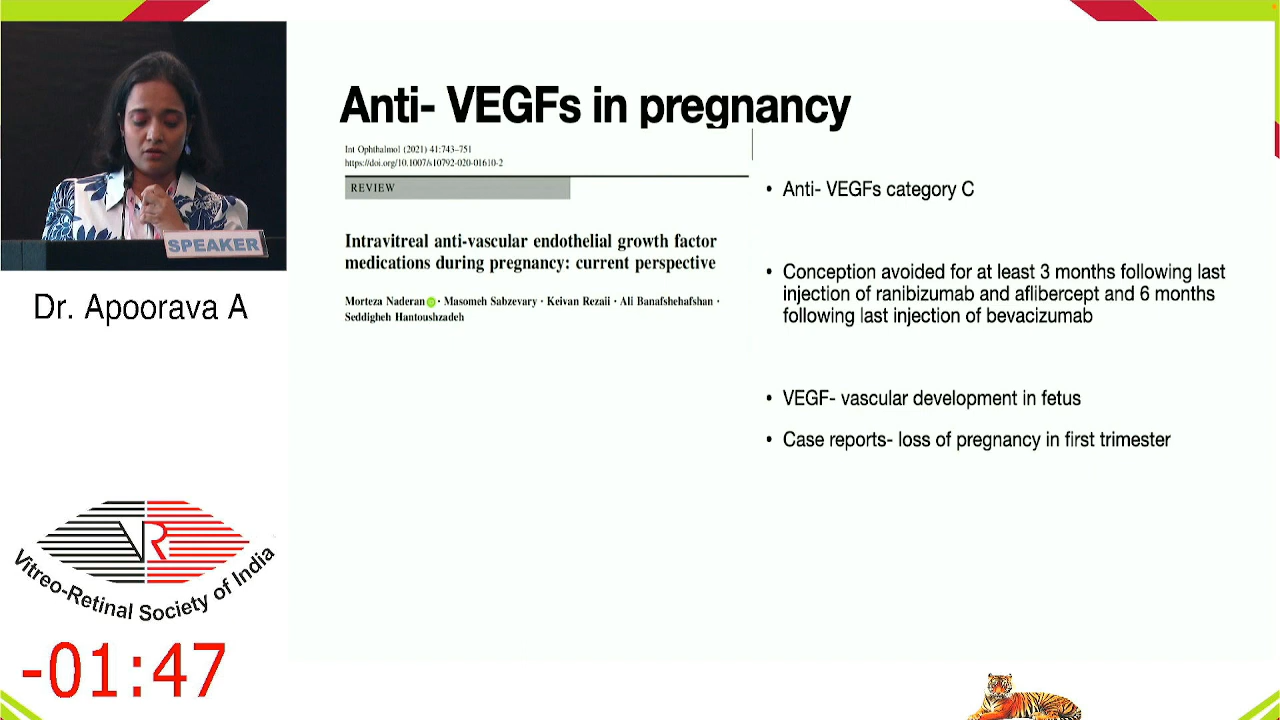 Anti- VEGFs in pregnancy
Int Ophthalmol (2021) 41:743–751
https://doi.org/10.1007/s10792-020-01610-2
REVIEW
Intravitreal anti-vascular endothelial growth factor
medications during pregnancy: current perspective
Morteza Naderan · Masomeh Sabzevary · Keivan Rezaii · Ali Banafshehafshan ·
Seddigheh Hantoushzadeh
• Anti- VEGFs category C
• Conception avoided for at least 3 months following last
injection of ranibizumab and aflibercept and 6 months
following last injection of bevacizumab
• VEGF- vascular development in fetus
• Case reports- loss of pregnancy in first trimester
SPEAKER
Dr. Apoorava A
VR
Vitreo-Retinal Society of India
-01:47